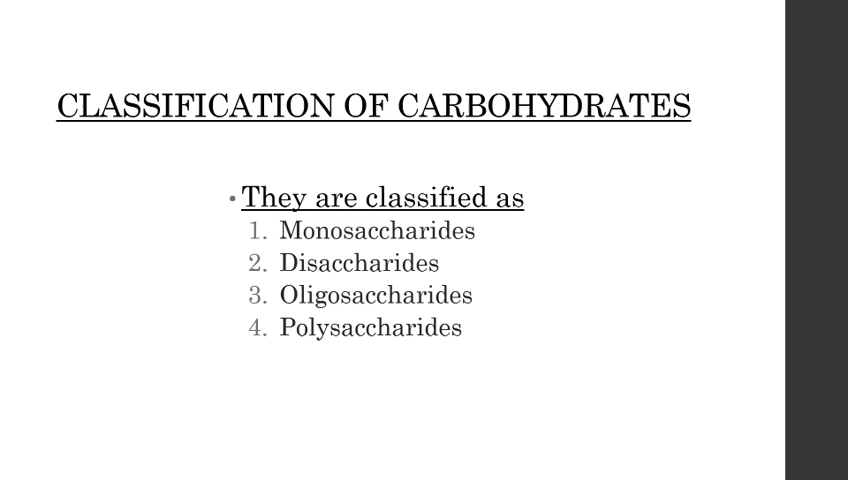 CLASSIFICATION OF CARBOHYDRATES
• They are classified as
1. Monosaccharides
2. Disaccharides
3. Oligosaccharides
4. Polysaccharides